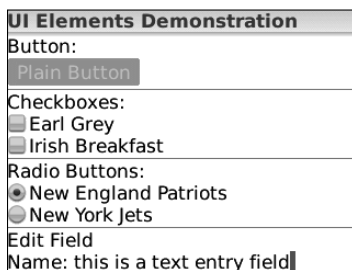 UI Elements Demonstration
Button:
Plain Button
Checkboxes:
Earl Grey
Irish Breakfast
Radio Buttons:
New England Patriots
New York Jets
Edit Field
Name: this is a text entry field